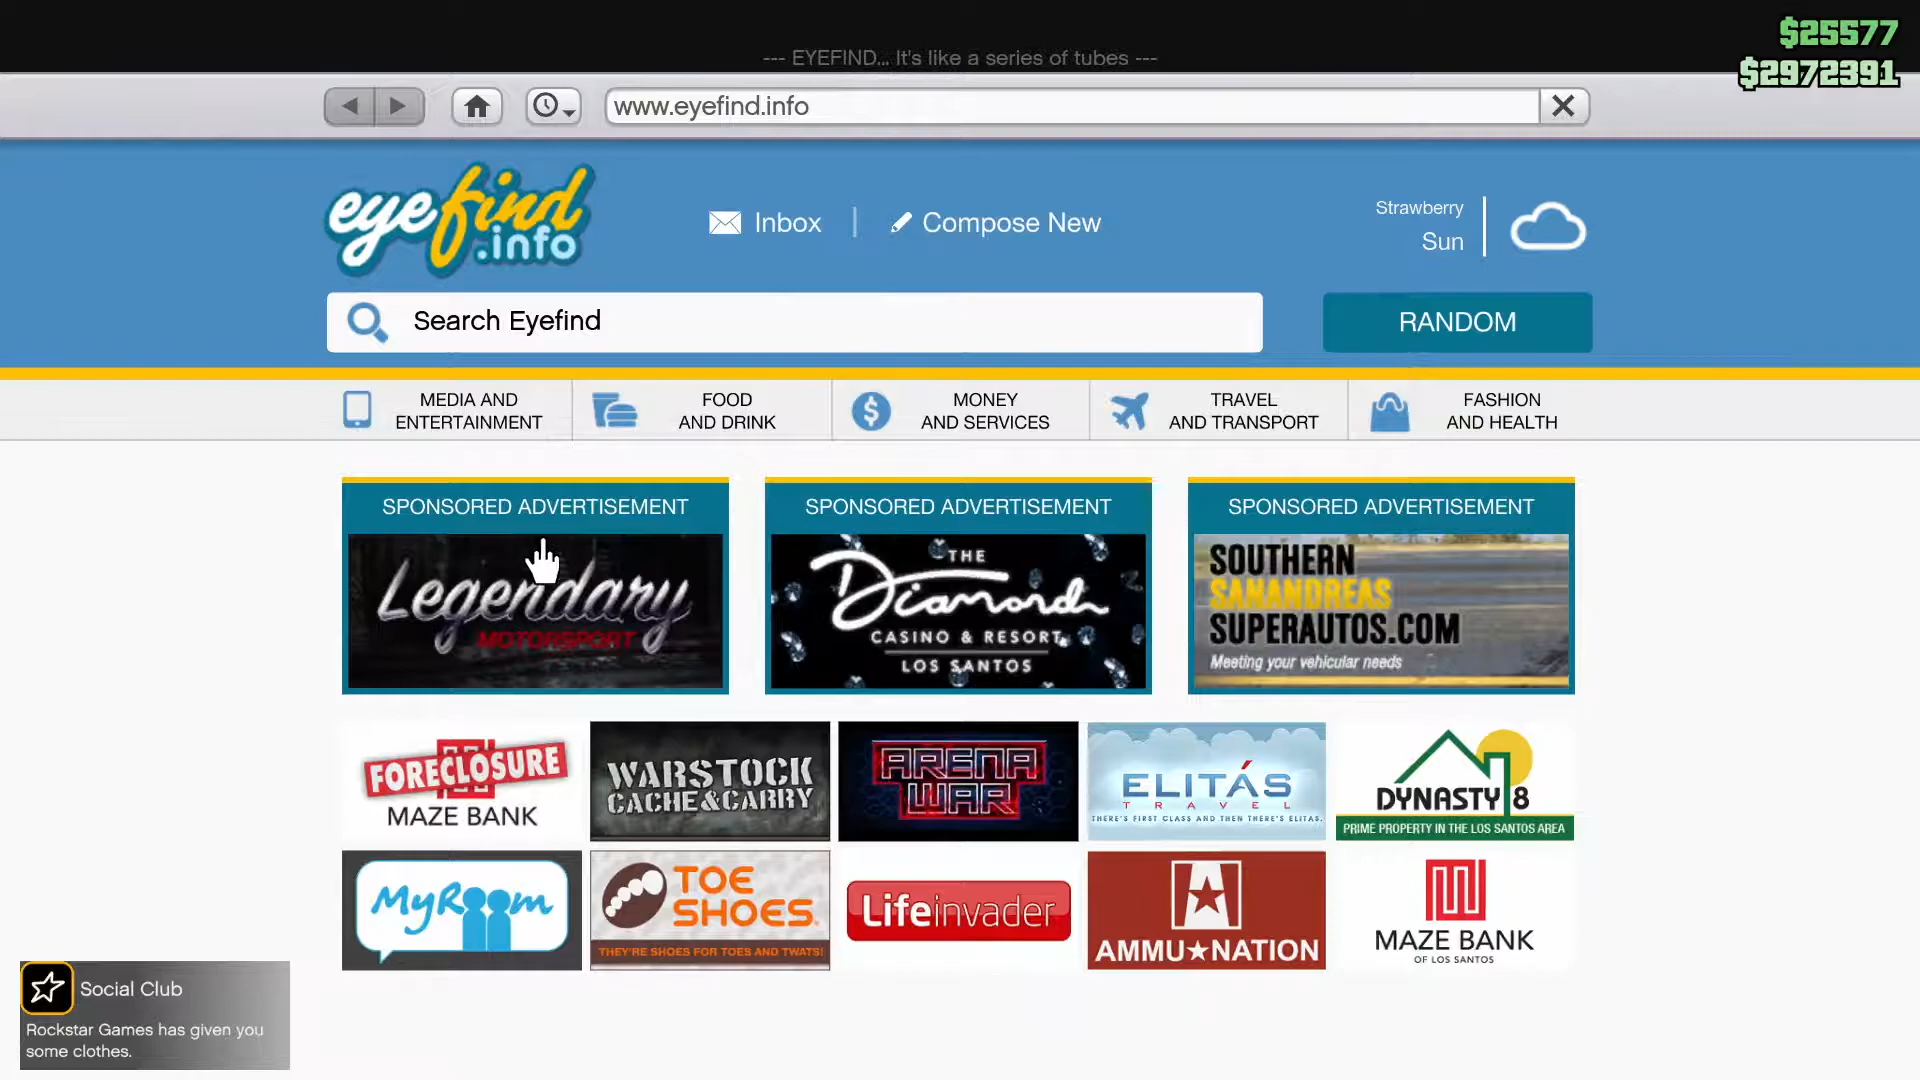 $25577
--- EYEFIND... It's like a series of tubes ---
$2972391
www.eyefind.info
eyefind
.info
Inbox
Compose New
Strawberry
Sun
Search Eyefind
RANDOM
MEDIA AND
ENTERTAINMENT
FOOD
AND DRINK
MONEY
AND SERVICES
TRAVEL
AND TRANSPORT
FASHION
AND HEALTH
SPONSORED ADVERTISEMENT
Legendary
MOTORSPORT
SPONSORED ADVERTISEMENT
THE
Diamond
CASINO & RESORT
LOS SANTOS
SPONSORED ADVERTISEMENT
SOUTHERN
SANANDREAS
SUPERAUTOS.COM
Meeting your vehicular needs
FORECLOSURE
MAZE BANK
WARSTOCK
CACHE&CARRY
ARENA
WAR
ELITÁS
TRAVEL
THERE'S FIRST CLASS AND THEN THERE'S ELITAS.
DYNASTY 8
PRIME PROPERTY IN THE LOS SANTOS AREA
MyRoom
TOE
SHOES
THEY'RE SHOES FOR TOES AND TWATS!
Lifeinvader
AMMU★NATION
MAZE BANK
OF LOS SANTOS
Social Club
Rockstar Games has given you
some clothes.